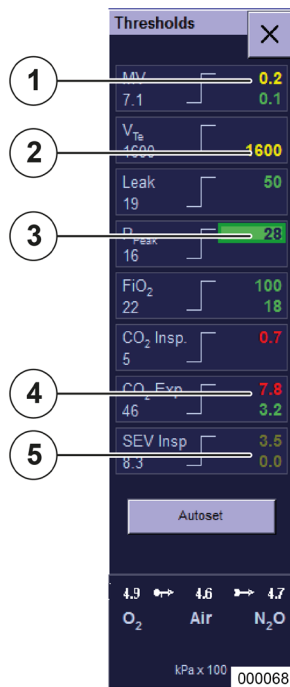 Thresholds
1
MV 0.2
7.1 0.1
VTe
2
1600 1600
Leak 50
19
3
PPeak 28
16
FiO2 100
22 18
CO2 Insp. 0.7
5
4
CO2 Exp 7.8
46 3.2
SEV Insp 3.5
5
8.3 0.0
Autoset
4.9 4.6 4.7
O2 Air N2O
kPa x 100
000068